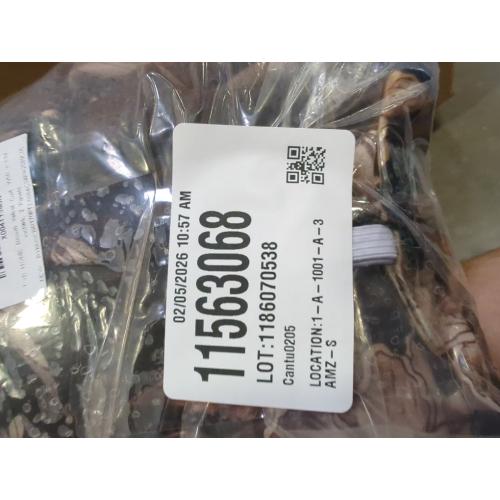 02/05/2026 10:57 AM
11563068
LOT:1186070538
Cantu0205
LOCATION:1-A-1001-A-3
AMZ-S